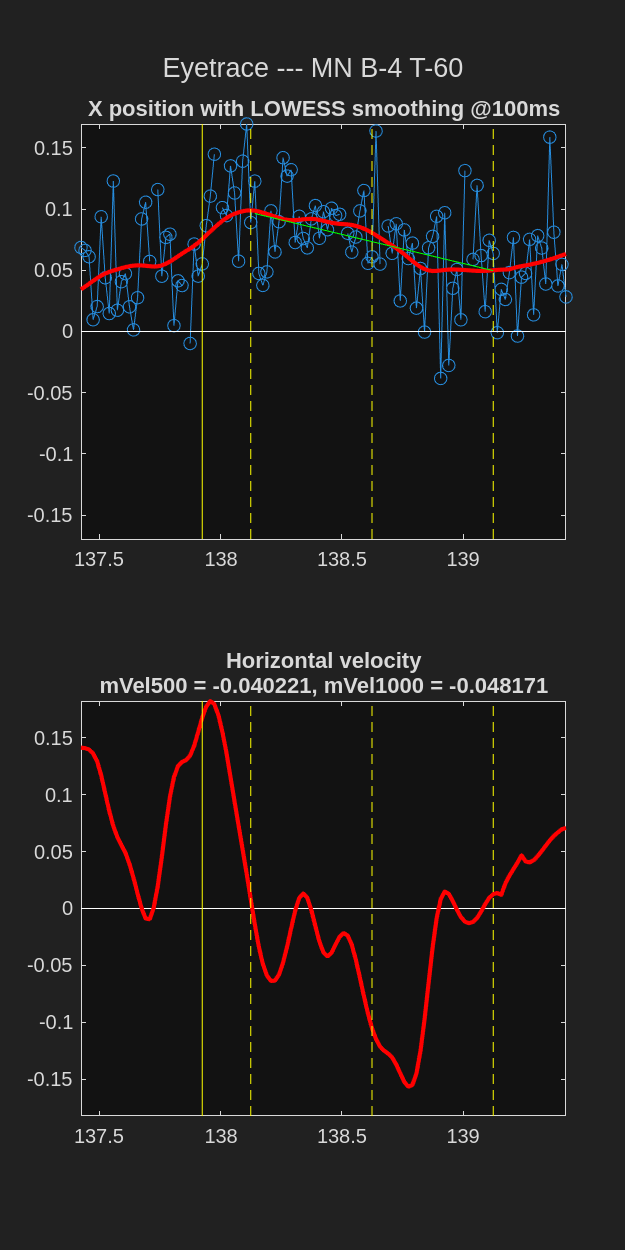 Eyetrace --- MN B-4 T-60
X position with LOWESS smoothing @100ms
0.15
0.1
0.05
0
-0.05
-0.1
-0.15
137.5 138 138.5 139
Horizontal velocity
mVel500 = -0.040221, mVel1000 = -0.048171
0.15
0.1
0.05
0
-0.05
-0.1
-0.15
137.5 138 138.5 139